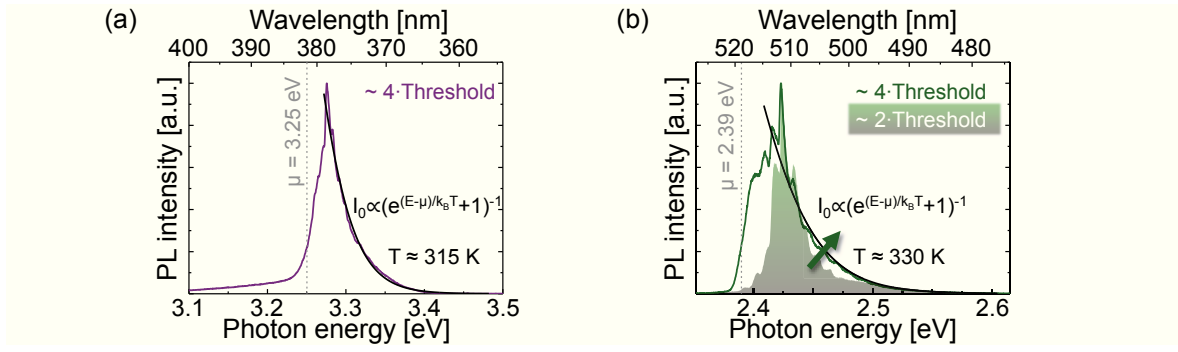 (a)
Wavelength [nm]
400 390 380 370 360
PL intensity [a.u.]
μ = 3.25 eV
~ 4·Threshold
I₀∝(e^(E-μ)/k_BT+1)⁻¹
T ≈ 315 K
3.1 3.2 3.3 3.4 3.5
Photon energy [eV]
(b)
Wavelength [nm]
520 510 500 490 480
PL intensity [a.u.]
μ = 2.39 eV
~ 4·Threshold
~ 2·Threshold
I₀∝(e^(E-μ)/k_BT+1)⁻¹
T ≈ 330 K
2.4 2.5 2.6
Photon energy [eV]